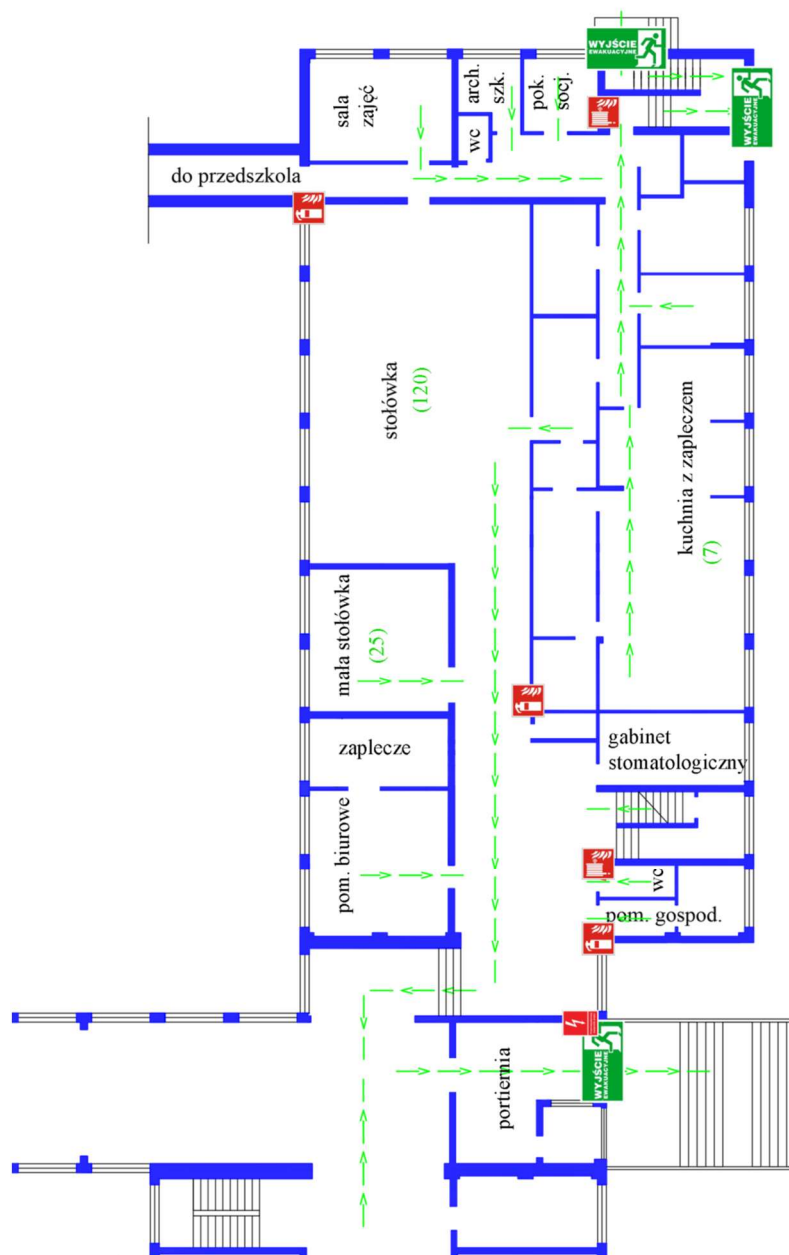 WYJŚCIE
EWAKUACYJNE
WYJŚCIE
EWAKUACYJNE
sala
zajęć
arch.
szk.
pok.
socj.
wc
do przedszkola
stołówka
(120)
kuchnia z zapleczem
(7)
mała stołówka
(25)
zaplecze
gabinet
stomatologiczny
pom. biurowe
wc
pom. gospod.
portiernia
WYJŚCIE
EWAKUACYJNE